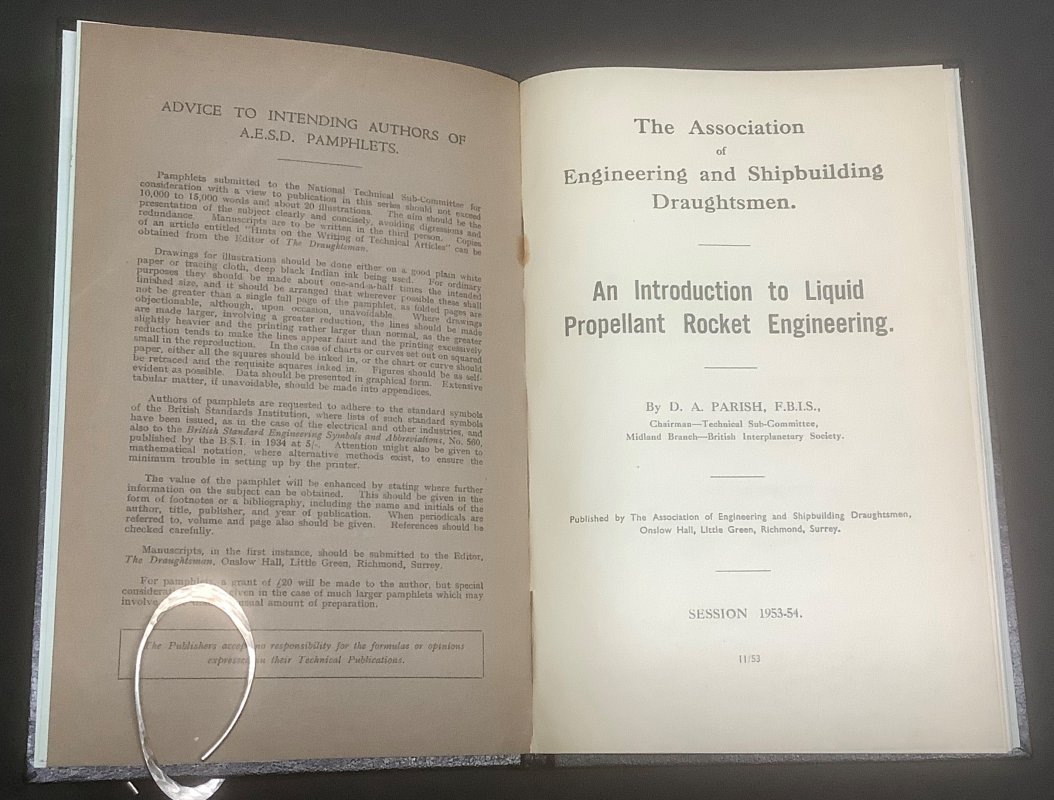 ADVICE TO INTENDING AUTHORS OF
A.E.S.D. PAMPHLETS.
Pamphlets submitted to the National Technical Sub-Committee for
consideration with a view to publication in this series should not exceed
10,000 to 15,000 words and about 20 illustrations. The aim should be the
presentation of the subject clearly and concisely, avoiding digressions and
redundance. Manuscripts are to be written in the third person. Copies
of an article entitled "Hints on the Writing of Technical Articles" can be
obtained from the Editor of The Draughtsman.
Drawings for illustrations should be done either on a good plain white
paper or tracing cloth, deep black Indian ink being used. For ordinary
purposes they should be made about one-and-a-half times the intended
finished size, and it should be arranged that wherever possible these shall
not be greater than a single full page of the pamphlet, as folded pages are
objectionable, although, upon occasion, unavoidable. Where drawings
are made larger, involving a greater reduction, the lines should be made
slightly heavier and the printing rather larger than normal, as the greater
reduction tends to make the lines appear faint and the printing excessively
small in the reproduction. In the case of charts or curves set out on squared
paper, either all the squares should be inked in, or the chart or curve should
be retraced and the requisite squares inked in. Figures should be as self-
evident as possible. Data should be presented in graphical form. Extensive
tabular matter, if unavoidable, should be made into appendices.
Authors of pamphlets are requested to adhere to the standard symbols
of the British Standards Institution, where lists of such standard symbols
have been issued, as in the case of the electrical and other industries, and
also to the British Standard Engineering Symbols and Abbreviations, No. 560,
published by the B.S.I. in 1934 at 5/-. Attention might also be given to
mathematical notation, where alternative methods exist, to ensure the
minimum trouble in setting up by the printer.
The value of the pamphlet will be enhanced by stating where further
information on the subject can be obtained. This should be given in the
form of footnotes or a bibliography, including the name and initials of the
author, title, publisher, and year of publication. When periodicals are
referred to, volume and page also should be given. References should be
checked carefully.
Manuscripts, in the first instance, should be submitted to the Editor,
The Draughtsman, Onslow Hall, Little Green, Richmond, Surrey.
For pamphlets, a grant of £20 will be made to the author, but special
given in the case of much larger pamphlets which may
involve amount of preparation.
The Publishers accept no responsibility for the formulae or opinions
expressed in their Technical Publications.
The Association
of
Engineering and Shipbuilding
Draughtsmen.
An Introduction to Liquid
Propellant Rocket Engineering.
By D. A. PARISH, F.B.I.S.,
Chairman—Technical Sub-Committee,
Midland Branch—British Interplanetary Society.
Published by The Association of Engineering and Shipbuilding Draughtsmen,
Onslow Hall, Little Green, Richmond, Surrey.
SESSION 1953-54.
11/53